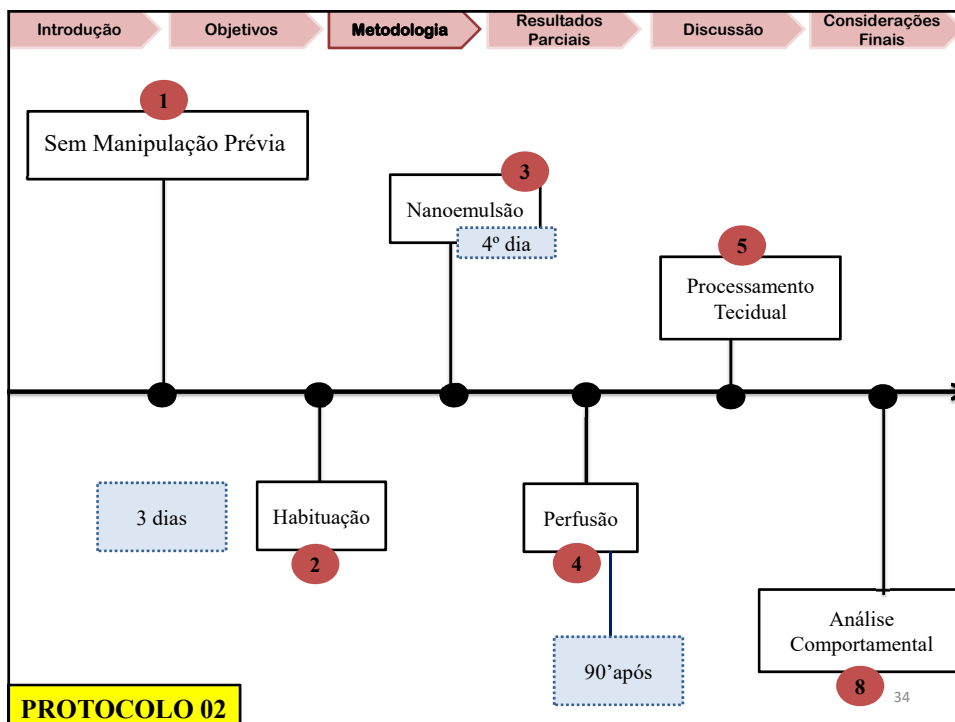 Introdução
Objetivos
Metodologia
Resultados
Parciais
Discussão
Considerações
Finais
1
Sem Manipulação Prévia
3
Nanoemulsão
4º dia
5
Processamento
Tecidual
3 dias
Habituação
2
Perfusão
4
90’após
Análise
Comportamental
8
34
PROTOCOLO 02